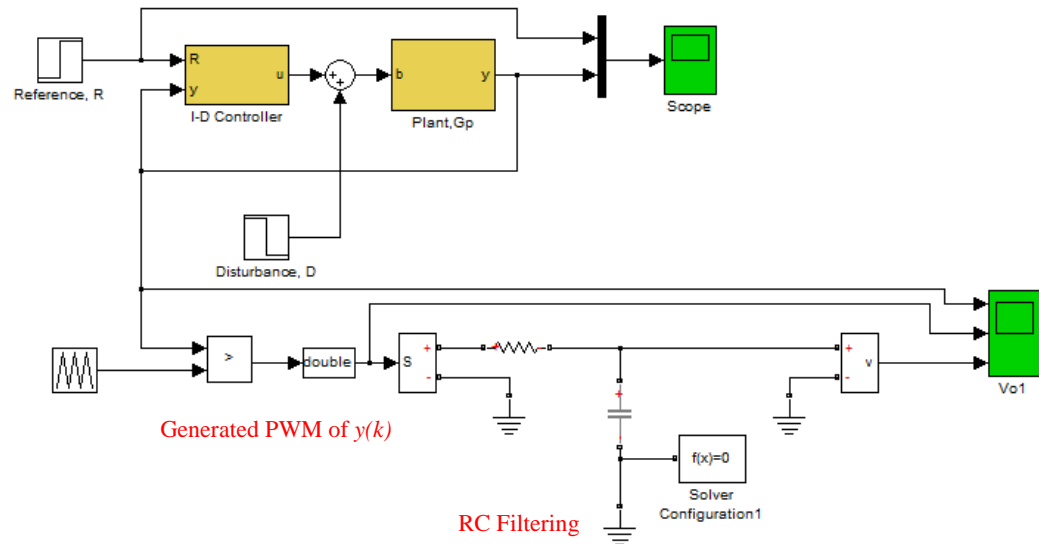 Reference, R
R
y
u
I-D Controller
+
+
b
y
Plant,Gp
Scope
Disturbance, D
>
double
S
+
-
+
-
+
-
+
-
v
Vo1
Generated PWM of y(k)
f(x)=0
Solver
Configuration1
RC Filtering